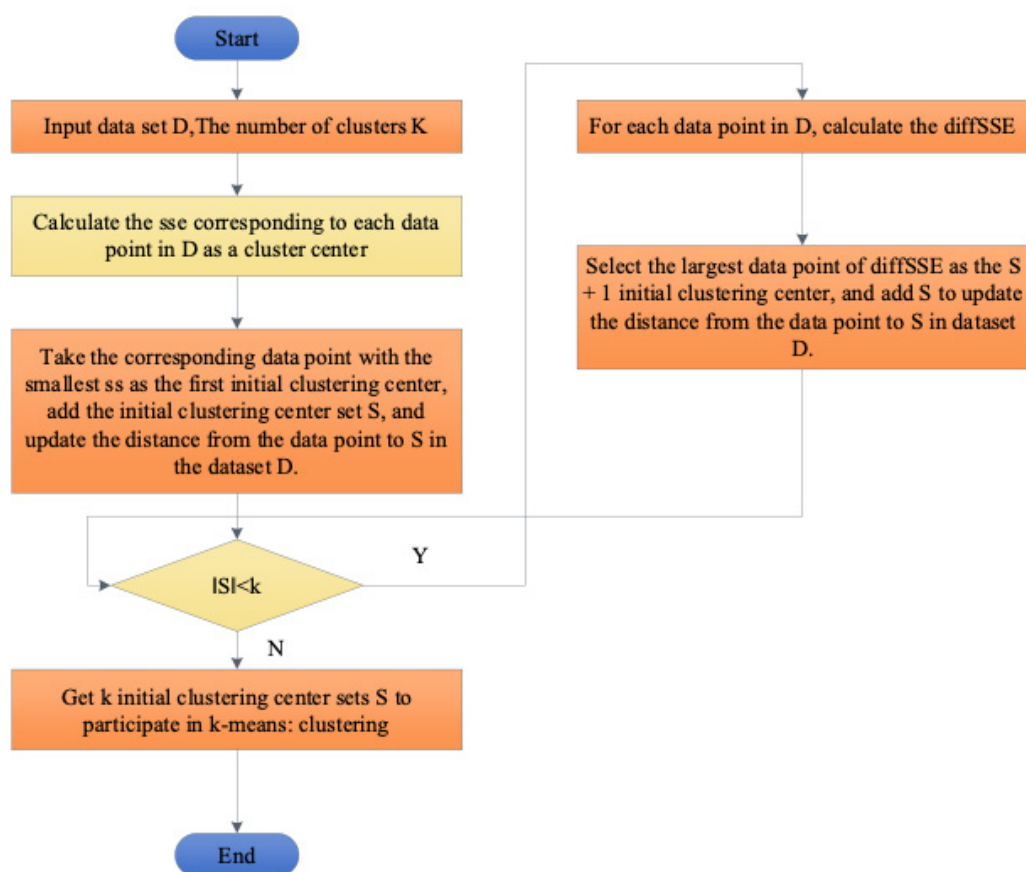 Start
Input data set D,The number of clusters K
Calculate the sse corresponding to each data
point in D as a cluster center
Take the corresponding data point with the
smallest ss as the first initial clustering center,
add the initial clustering center set S, and
update the distance from the data point to S in
the dataset D.
|S|<k
Y
N
Get k initial clustering center sets S to
participate in k-means: clustering
End
For each data point in D, calculate the diffSSE
Select the largest data point of diffSSE as the S
+ 1 initial clustering center, and add S to update
the distance from the data point to S in dataset
D.